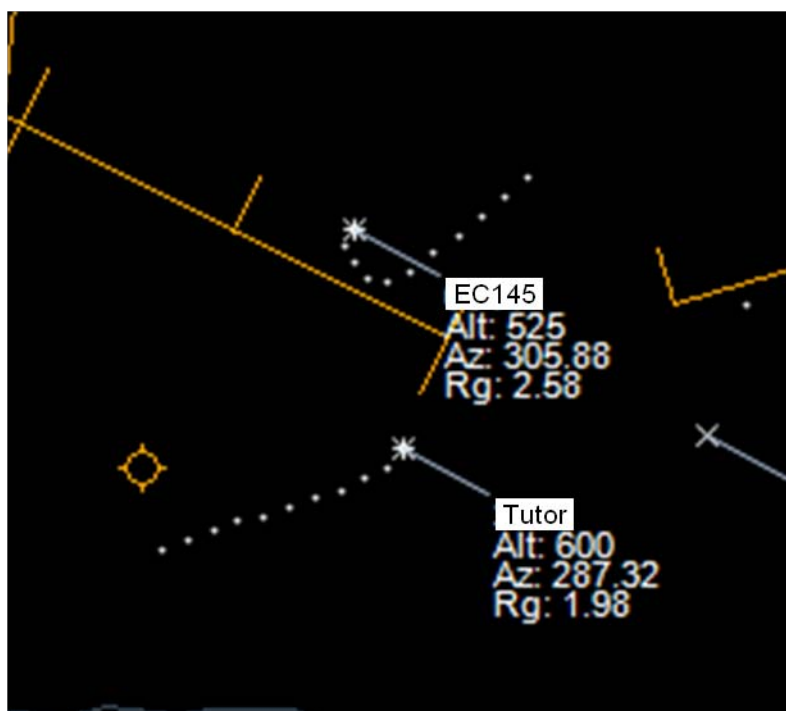 EC145
Alt: 525
Az: 305.88
Rg: 2.58
Tutor
Alt: 600
Az: 287.32
Rg: 1.98